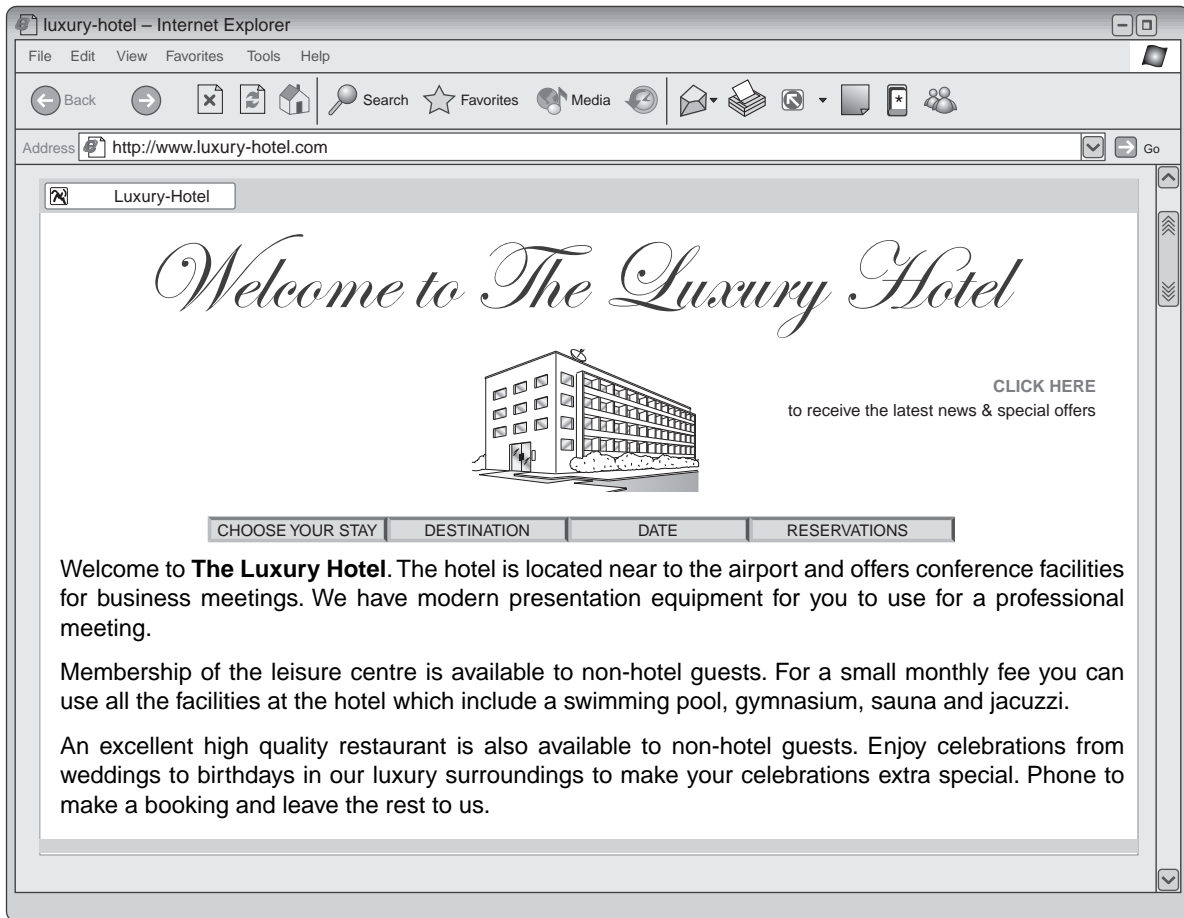 luxury-hotel – Internet Explorer
File Edit View Favorites Tools Help
Back Search Favorites Media
Address http://www.luxury-hotel.com Go
Luxury-Hotel
Welcome to The Luxury Hotel
CLICK HERE
to receive the latest news & special offers
CHOOSE YOUR STAY DESTINATION DATE RESERVATIONS
Welcome to The Luxury Hotel. The hotel is located near to the airport and offers conference facilities
for business meetings. We have modern presentation equipment for you to use for a professional
meeting.
Membership of the leisure centre is available to non-hotel guests. For a small monthly fee you can
use all the facilities at the hotel which include a swimming pool, gymnasium, sauna and jacuzzi.
An excellent high quality restaurant is also available to non-hotel guests. Enjoy celebrations from
weddings to birthdays in our luxury surroundings to make your celebrations extra special. Phone to
make a booking and leave the rest to us.